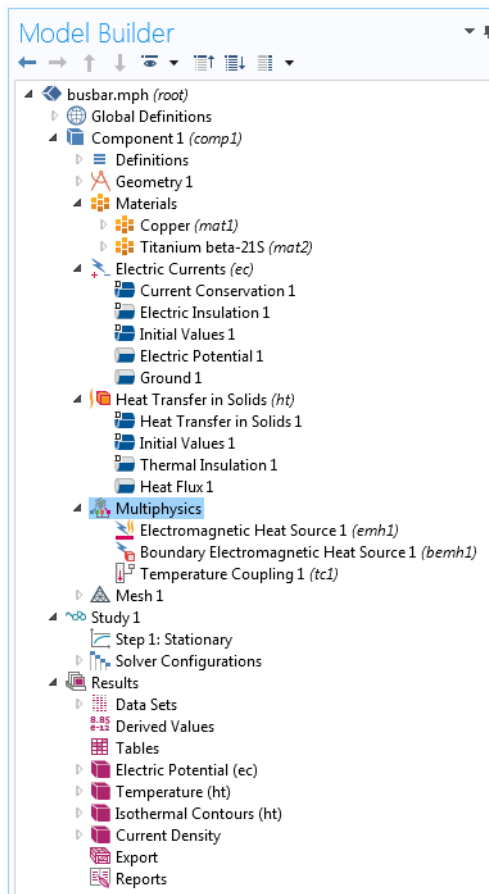 Model Builder
busbar.mph (root)
Global Definitions
Component 1 (comp1)
Definitions
Geometry 1
Materials
Copper (mat1)
Titanium beta-21S (mat2)
Electric Currents (ec)
Current Conservation 1
Electric Insulation 1
Initial Values 1
Electric Potential 1
Ground 1
Heat Transfer in Solids (ht)
Heat Transfer in Solids 1
Initial Values 1
Thermal Insulation 1
Heat Flux 1
Multiphysics
Electromagnetic Heat Source 1 (emh1)
Boundary Electromagnetic Heat Source 1 (bemh1)
Temperature Coupling 1 (tc1)
Mesh 1
Study 1
Step 1: Stationary
Solver Configurations
Results
Data Sets
8.85
e-12 Derived Values
Tables
Electric Potential (ec)
Temperature (ht)
Isothermal Contours (ht)
Current Density
Export
Reports